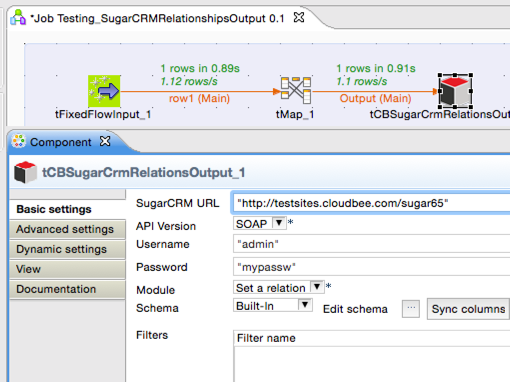 *Job Testing_SugarCRMRelationshipsOutput 0.1
1 rows in 0.89s
1.12 rows/s
row1 (Main)
1 rows in 0.91s
1.1 rows/s
Output (Main)
tFixedFlowInput_1
tMap_1
tCBSugarCrmRelationsOu
Component
tCBSugarCrmRelationsOutput_1
Basic settings
Advanced settings
Dynamic settings
View
Documentation
SugarCRM URL "http://testsites.cloudbee.com/sugar65"
API Version SOAP *
Username "admin"
Password "mypassw"
Module Set a relation *
Schema Built-In Edit schema ... Sync columns
Filters Filter name